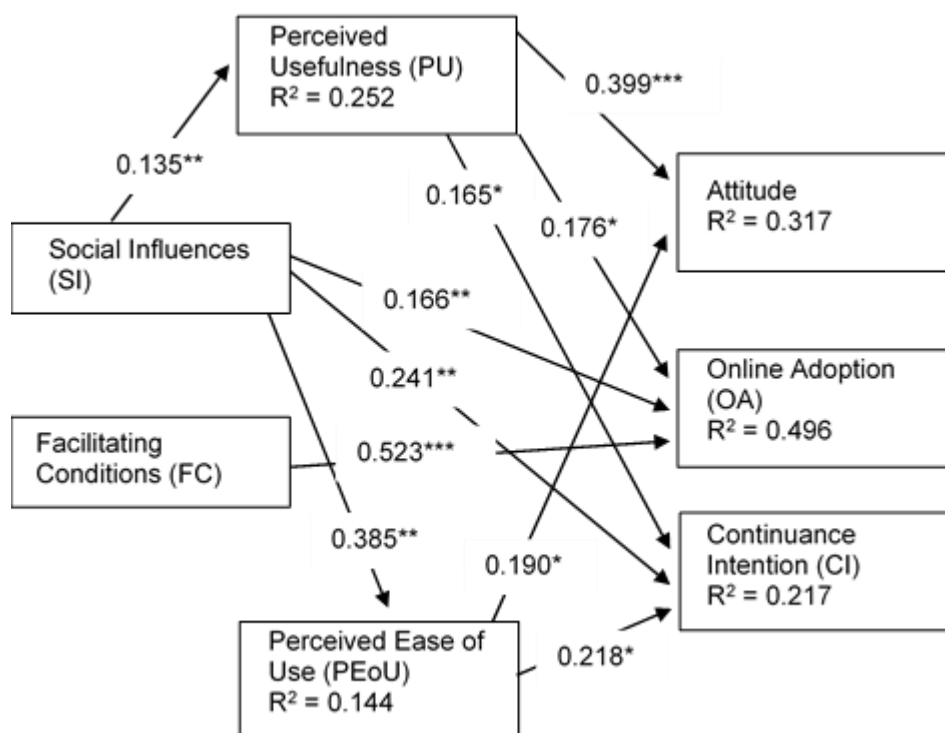 Perceived
Usefulness (PU)
R² = 0.252
0.399***
0.135**
0.165*
0.176*
Attitude
R² = 0.317
Social Influences
(SI)
0.166**
0.241**
Online Adoption
(OA)
R² = 0.496
Facilitating
Conditions (FC)
0.523***
0.385**
0.190*
Continuance
Intention (CI)
R² = 0.217
Perceived Ease of
Use (PEoU)
R² = 0.144
0.218*